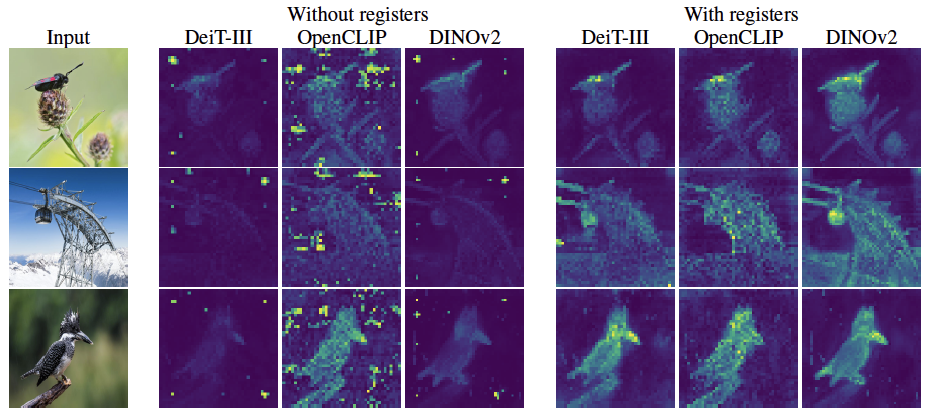 Without registers
With registers
Input
DeiT-III
OpenCLIP
DINOv2
DeiT-III
OpenCLIP
DINOv2